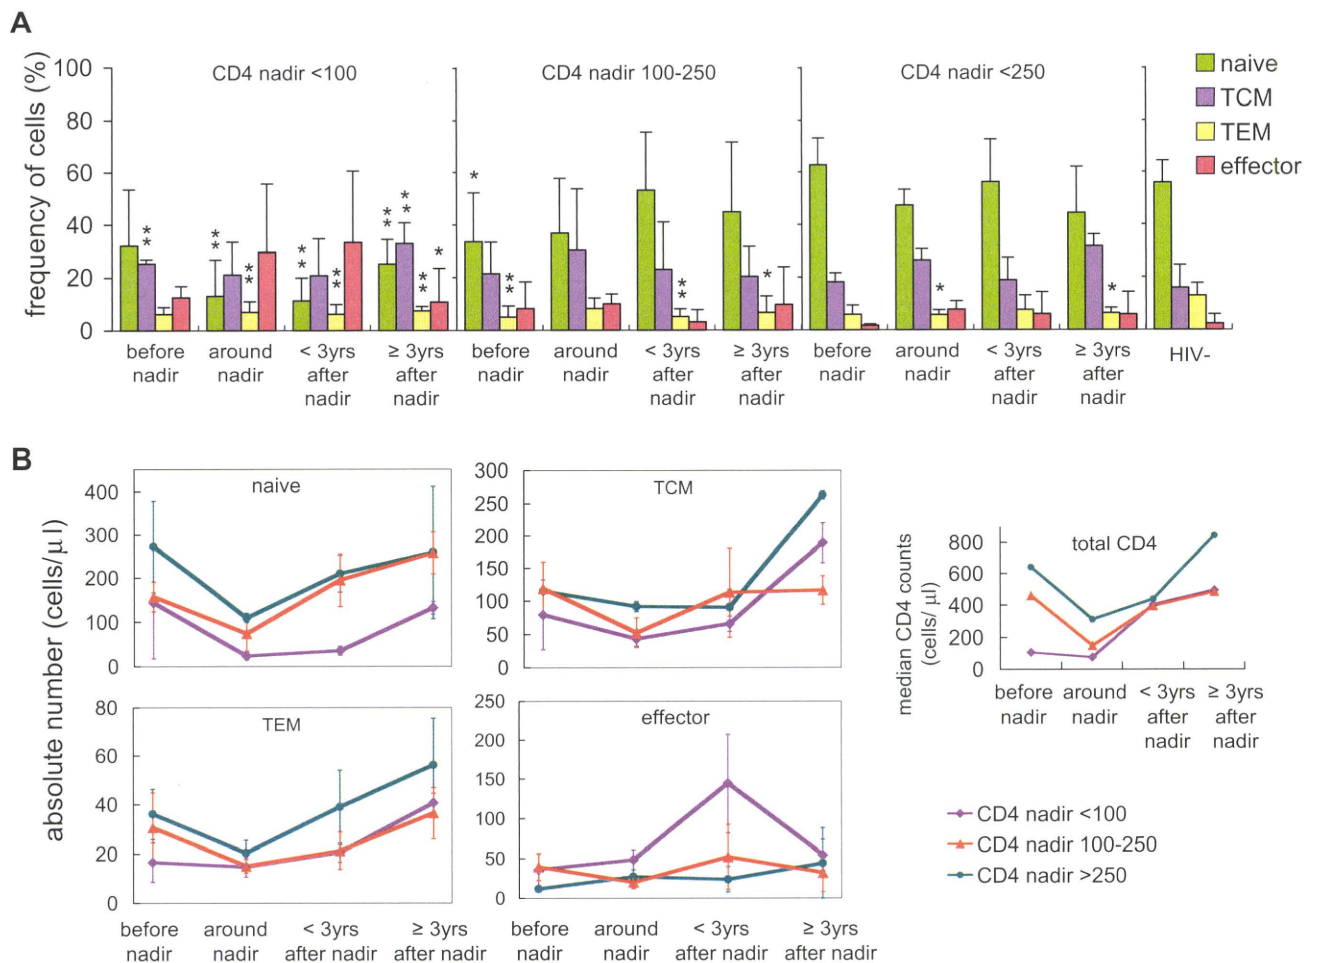 A
frequency of cells (%)
100
80
60
40
20
0
CD4 nadir <100
CD4 nadir 100-250
CD4 nadir <250
naive
TCM
TEM
effector
* *
* *
* *
* *
* *
* *
* *
* *
*
*
* *
* *
*
*
*
before nadir
around nadir
< 3yrs after nadir
≥ 3yrs after nadir
before nadir
around nadir
< 3yrs after nadir
≥ 3yrs after nadir
before nadir
around nadir
< 3yrs after nadir
≥ 3yrs after nadir
HIV-
B
absolute number (cells/μl)
naive
400
300
200
100
0
TCM
300
250
200
150
100
50
0
TEM
80
60
40
20
0
effector
250
200
150
100
50
0
before nadir
around nadir
< 3yrs after nadir
≥ 3yrs after nadir
before nadir
around nadir
< 3yrs after nadir
≥ 3yrs after nadir
median CD4 counts
(cells/ μl)
total CD4
800
600
400
200
0
before nadir
around nadir
< 3yrs after nadir
≥ 3yrs after nadir
CD4 nadir <100
CD4 nadir 100-250
CD4 nadir >250